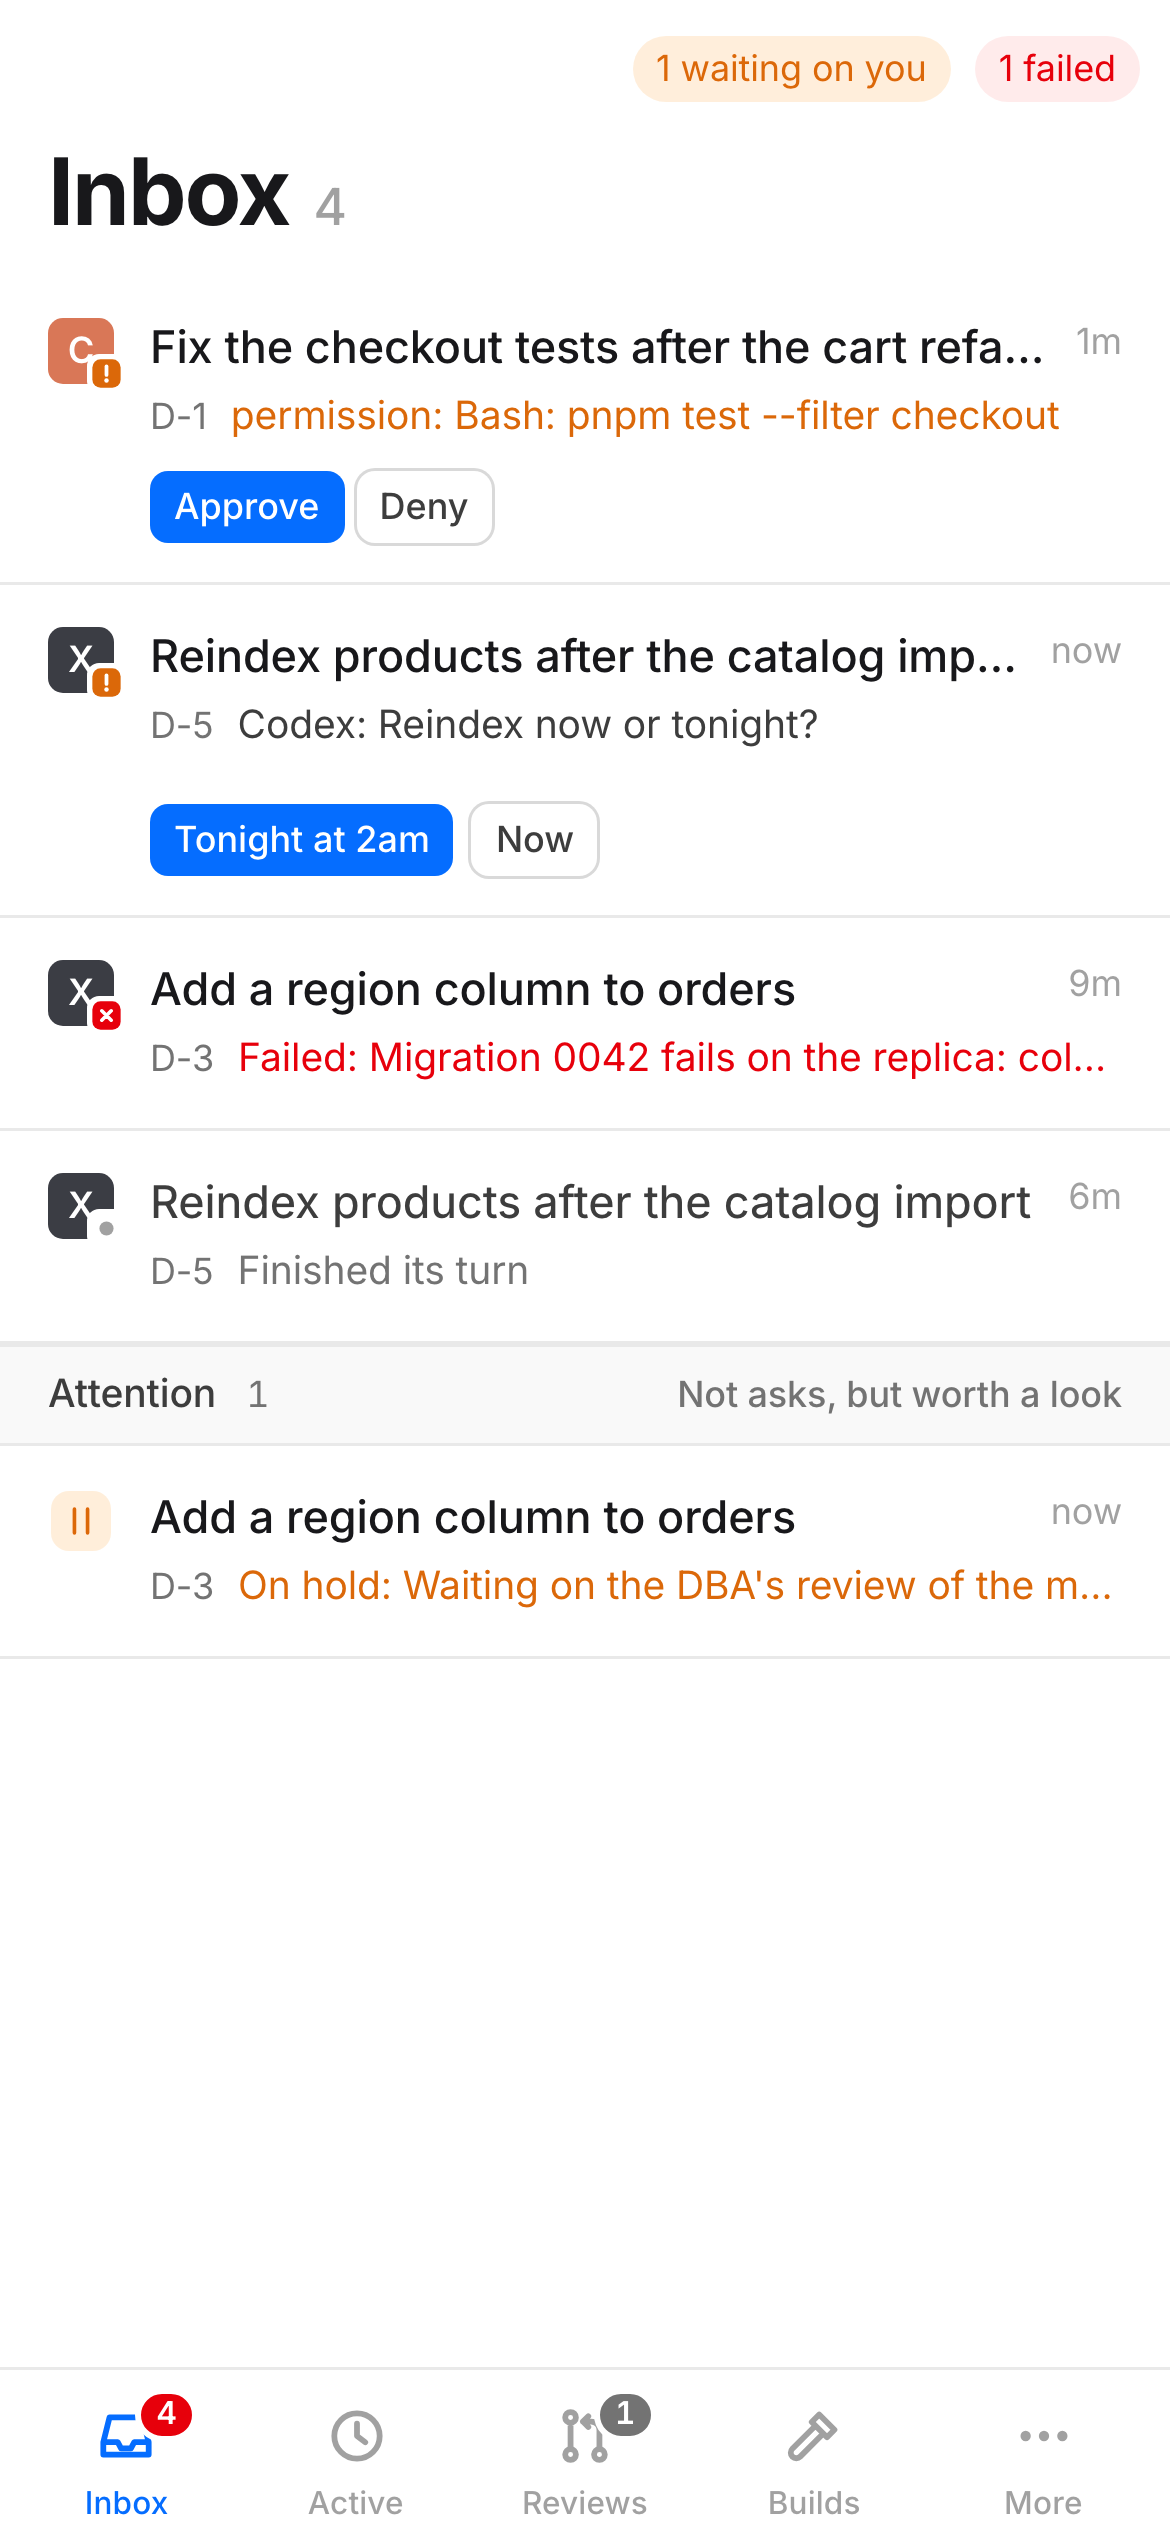 1 waiting on you 1 failed
Inbox 4
C Fix the checkout tests after the cart refa... 1m
D-1 permission: Bash: pnpm test --filter checkout
Approve Deny
X Reindex products after the catalog imp... now
D-5 Codex: Reindex now or tonight?
Tonight at 2am Now
X Add a region column to orders 9m
D-3 Failed: Migration 0042 fails on the replica: col...
X Reindex products after the catalog import 6m
D-5 Finished its turn
Attention 1 Not asks, but worth a look
Add a region column to orders now
D-3 On hold: Waiting on the DBA's review of the m...
4 1
Inbox Active Reviews Builds More